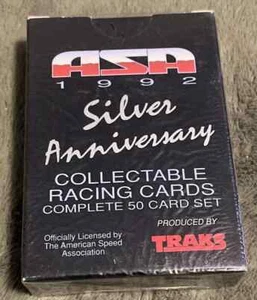 ASA
1992
Silver
Anniversary
COLLECTABLE
RACING CARDS
COMPLETE 50 CARD SET
PRODUCED BY
Officially Licensed by
The American Speed
Association
TRAKS